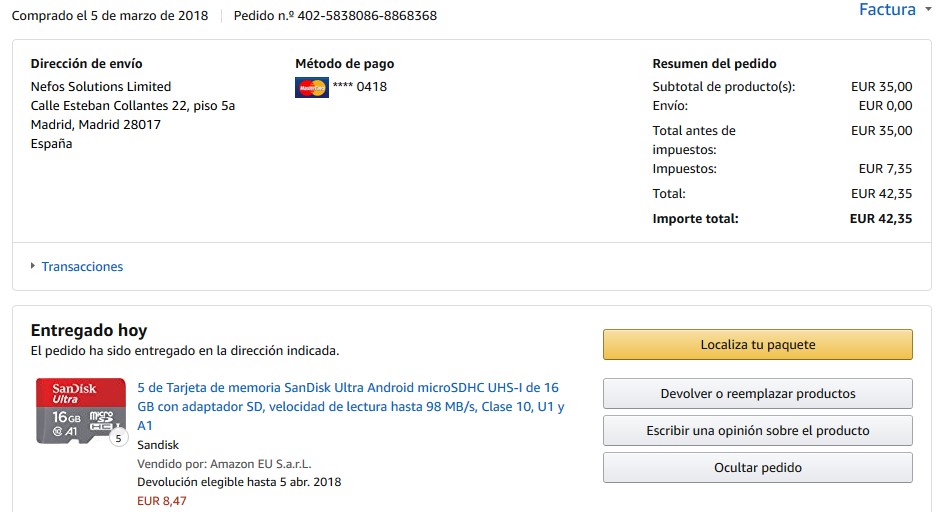 Comprado el 5 de marzo de 2018 | Pedido n.º 402-5838086-8868368
Factura
Dirección de envío
Nefos Solutions Limited
Calle Esteban Collantes 22, piso 5a
Madrid, Madrid 28017
España
Método de pago
MasterCard **** 0418
Resumen del pedido
Subtotal de producto(s): EUR 35,00
Envío: EUR 0,00
Total antes de
impuestos: EUR 35,00
Impuestos: EUR 7,35
Total: EUR 42,35
Importe total: EUR 42,35
Transacciones
Entregado hoy
El pedido ha sido entregado en la dirección indicada.
SanDisk
Ultra
16GB micro SD HC I
10 A1
5
5 de Tarjeta de memoria SanDisk Ultra Android microSDHC UHS-I de 16
GB con adaptador SD, velocidad de lectura hasta 98 MB/s, Clase 10, U1 y
A1
Sandisk
Vendido por: Amazon EU S.a.r.L.
Devolución elegible hasta 5 abr. 2018
EUR 8,47
Localiza tu paquete
Devolver o reemplazar productos
Escribir una opinión sobre el producto
Ocultar pedido